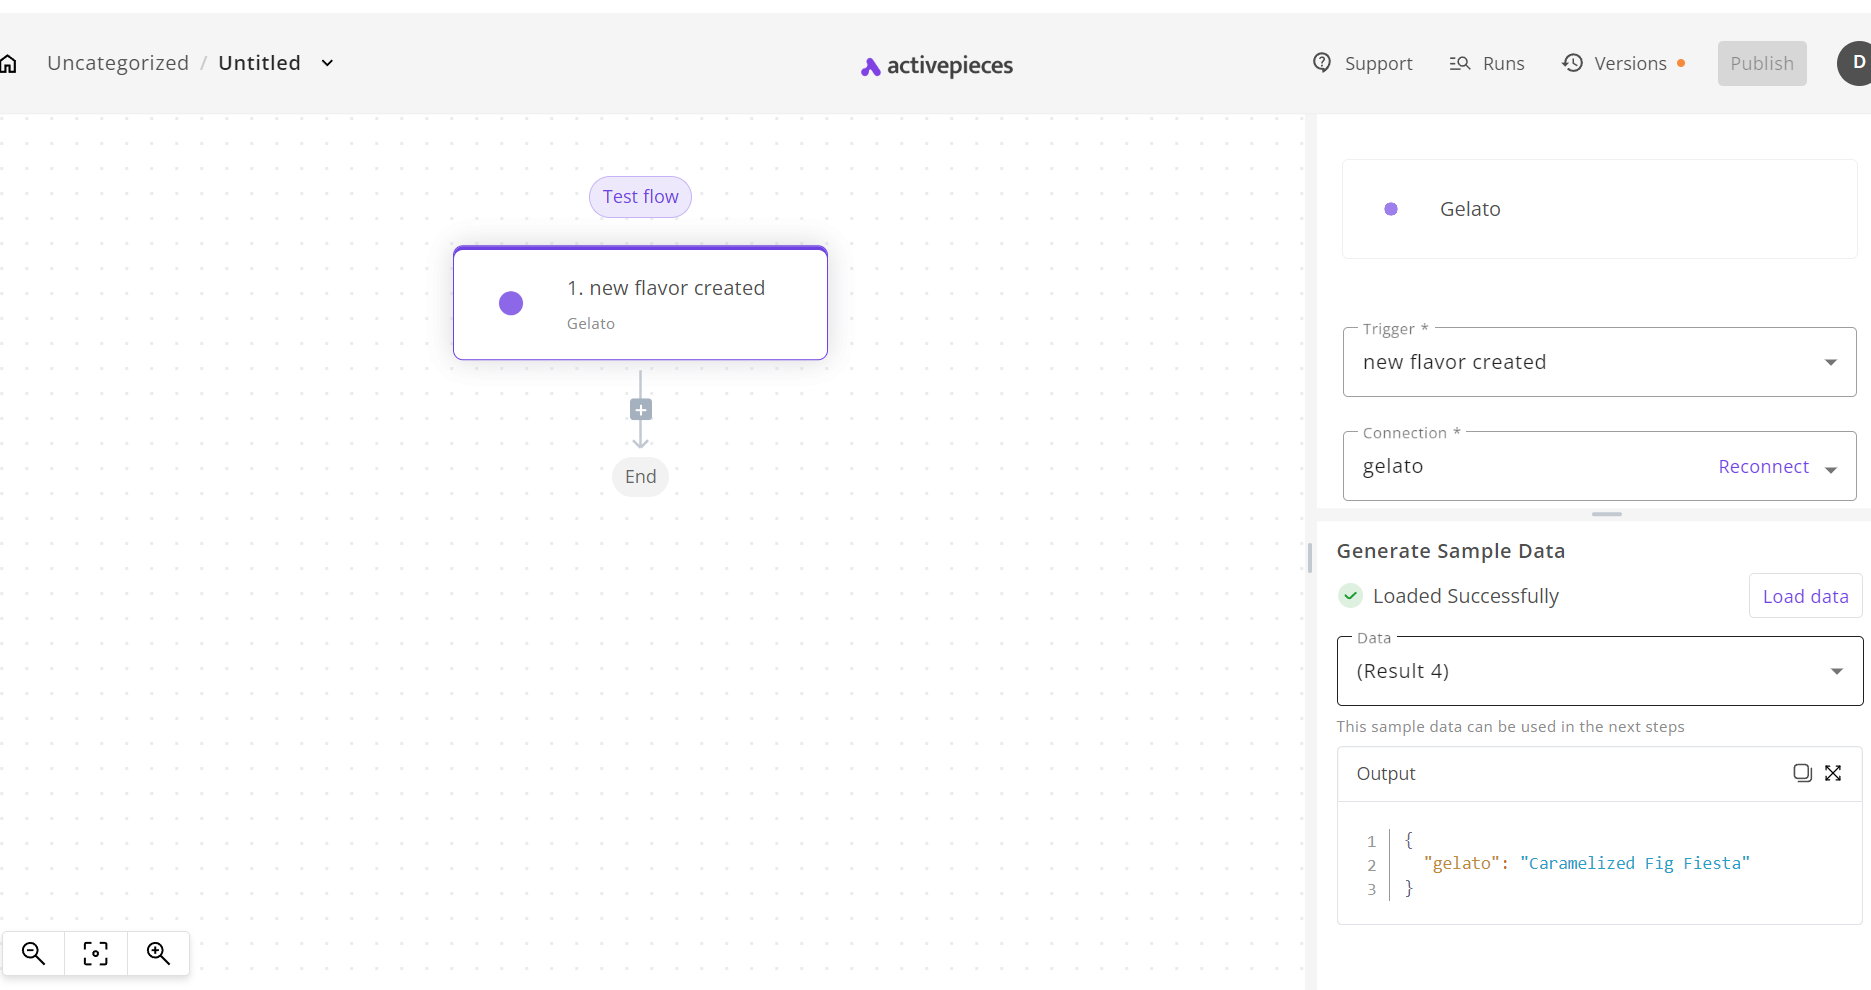 Uncategorized / Untitled
activepieces
Support
Runs
Versions
Publish
D
Test flow
1. new flavor created
Gelato
End
Gelato
Trigger *
new flavor created
Connection *
gelato
Reconnect
Generate Sample Data
Loaded Successfully
Load data
Data
(Result 4)
This sample data can be used in the next steps
Output
1 {
2 "gelato": "Caramelized Fig Fiesta"
3 }